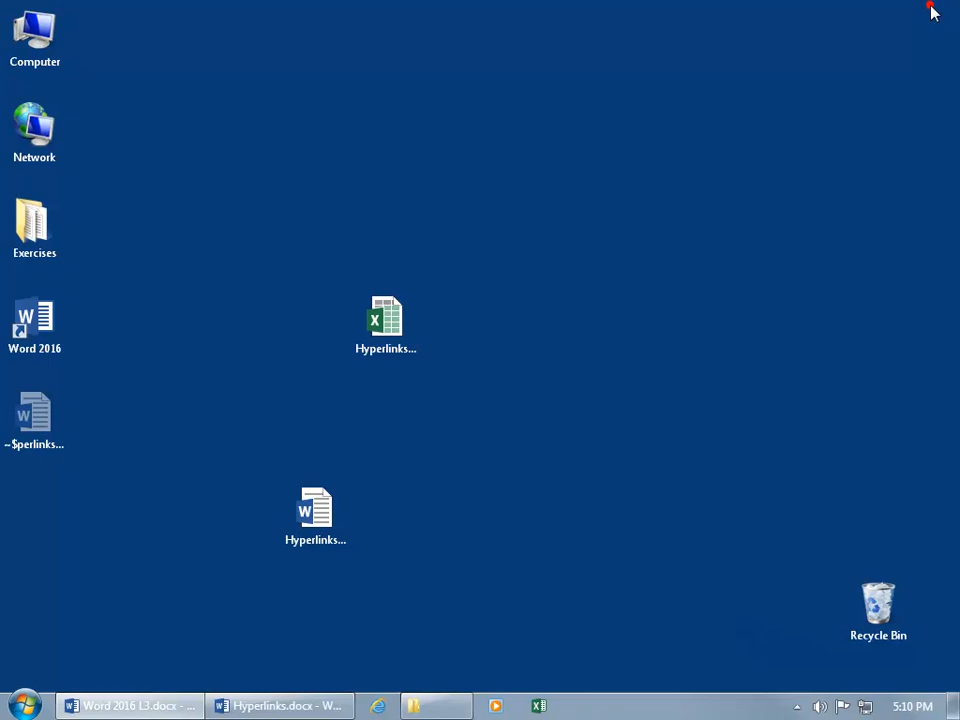 Computer
Network
Exercises
Word 2016
~$perlinks...
Hyperlinks...
Hyperlinks...
Recycle Bin
Word 2016 L3.docx - ...
Hyperlinks.docx - W...
5:10 PM